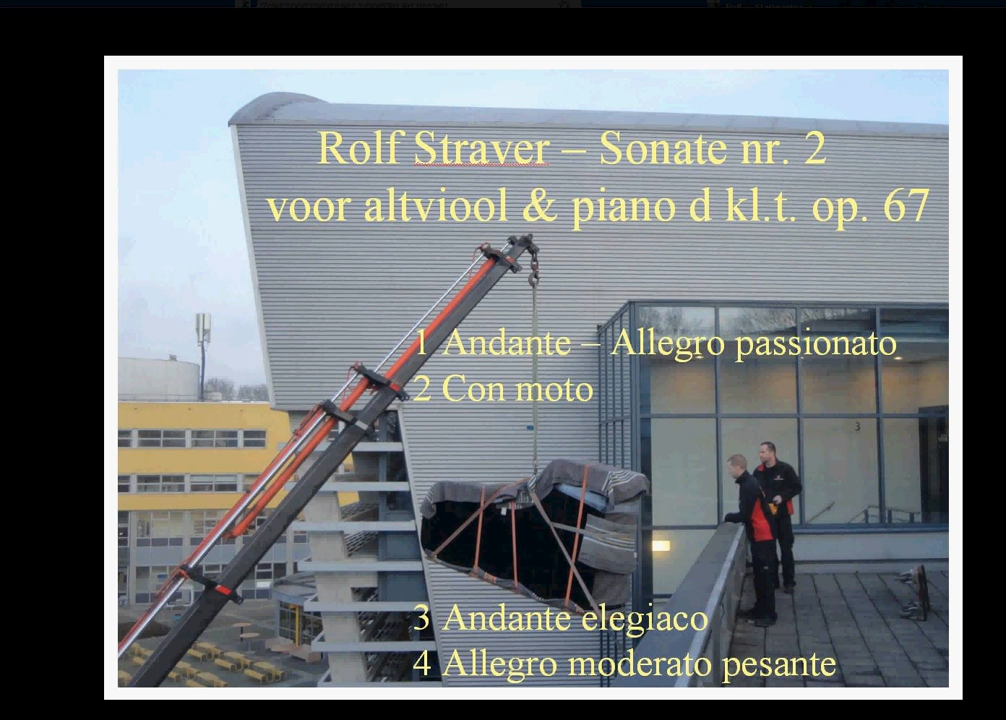 Rolf Straver – Sonate nr. 2
voor altviool & piano d kl.t. op. 67
1 Andante – Allegro passionato
2 Con moto
3
3 Andante elegiaco
4 Allegro moderato pesante